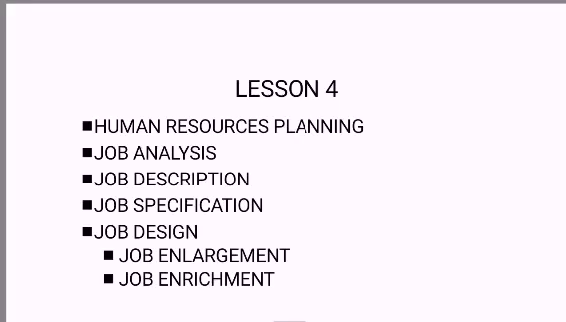 LESSON 4
■HUMAN RESOURCES PLANNING
■JOB ANALYSIS
■JOB DESCRIPTION
■JOB SPECIFICATION
■JOB DESIGN
■ JOB ENLARGEMENT
■ JOB ENRICHMENT